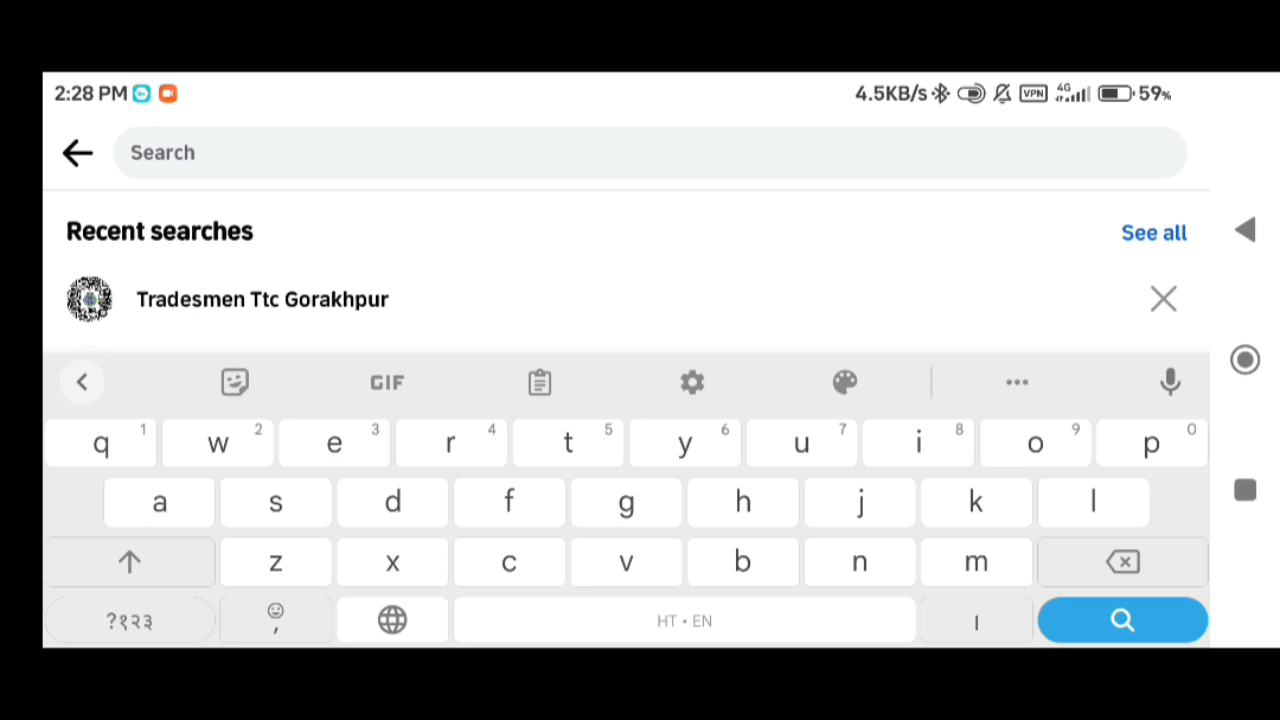 2:28 PM 4.5KB/s VPN 4G 59%
Search
Recent searches See all
Tradesmen Ttc Gorakhpur
GIF
q 1 w 2 e 3 r 4 t 5 y 6 u 7 i 8 o 9 p 0
a s d f g h j k l
z x c v b n m
?१२३ , HT • EN ।